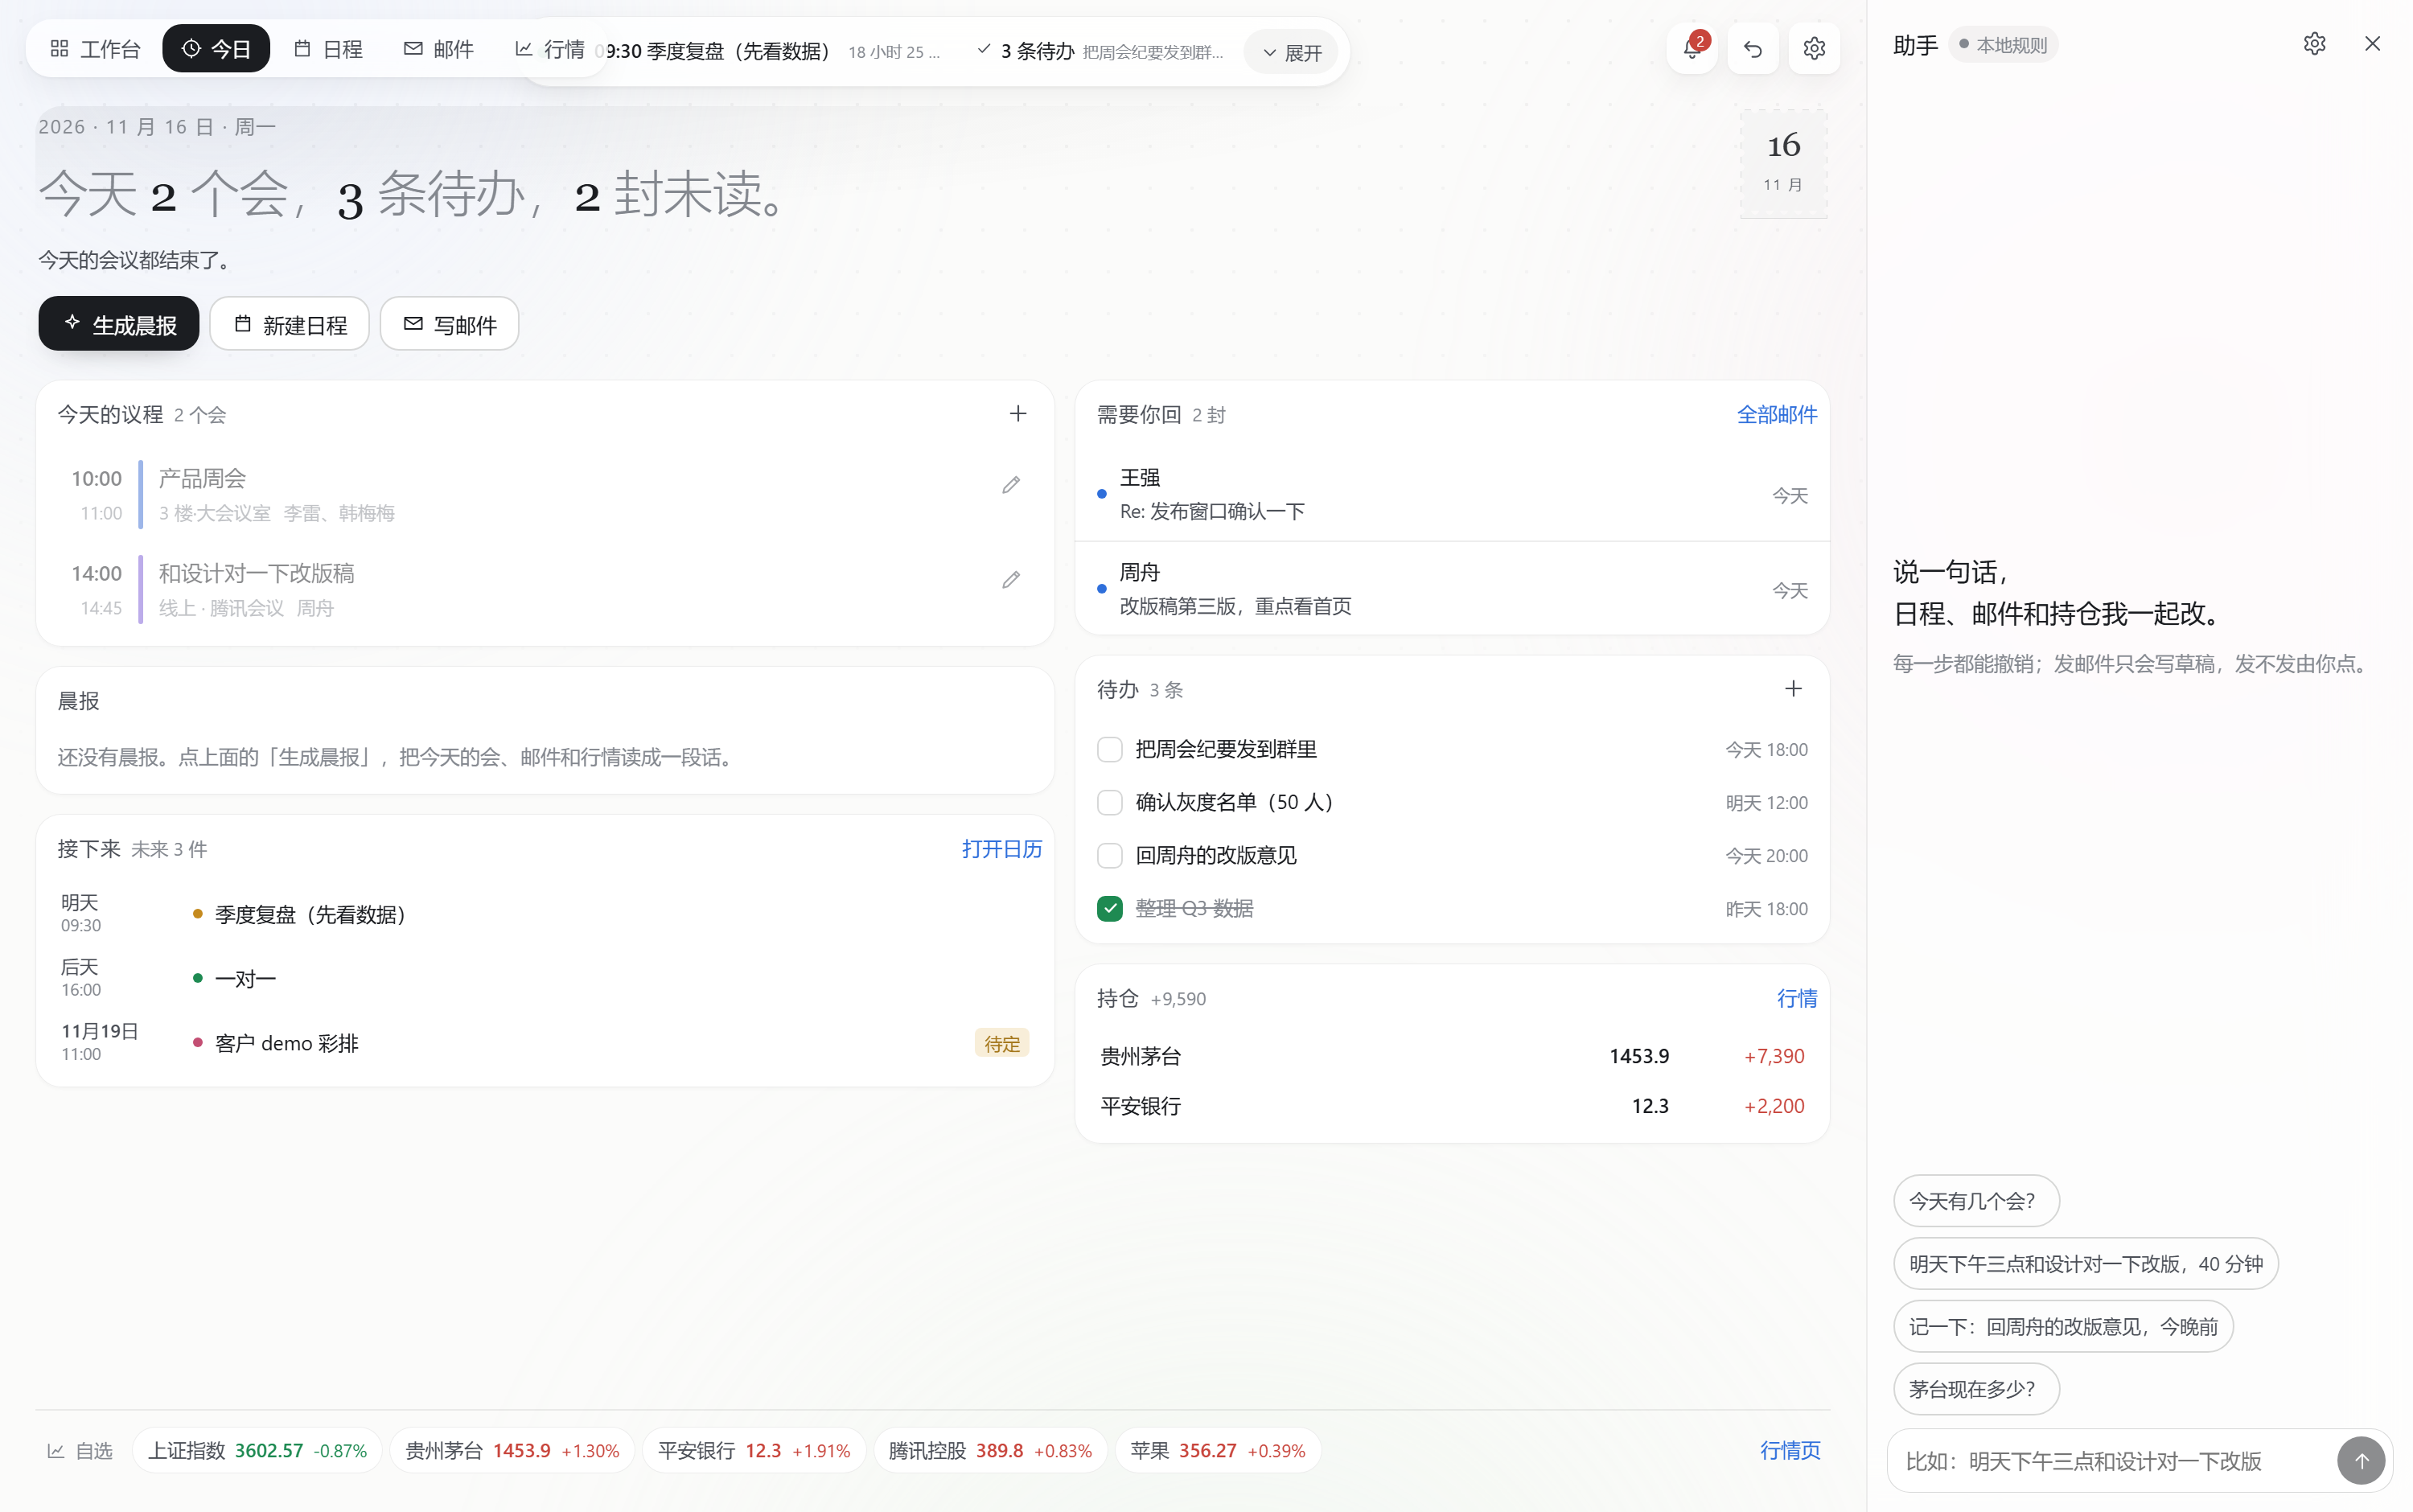 工作台 今日 日程 邮件 行情 09:30 季度复盘（先看数据） 18 小时 25 ... 3 条待办 把周会纪要发到群... 展开 2
2026 · 11 月 16 日 · 周一
今天 2 个会，3 条待办，2 封未读。
今天的会议都结束了。
16
11 月
生成晨报 新建日程 写邮件
今天的议程 2 个会
10:00 产品周会
11:00 3 楼·大会议室 李雷、韩梅梅
14:00 和设计对一下改版稿
14:45 线上 · 腾讯会议 周舟
晨报
还没有晨报。点上面的「生成晨报」，把今天的会、邮件和行情读成一段话。
接下来 未来 3 件 打开日历
明天
09:30
季度复盘（先看数据）
后天
16:00
一对一
11月19日
11:00
客户 demo 彩排 待定
需要你回 2 封 全部邮件
王强
Re: 发布窗口确认一下 今天
周舟
改版稿第三版，重点看首页 今天
待办 3 条
把周会纪要发到群里 今天 18:00
确认灰度名单（50 人） 明天 12:00
回周舟的改版意见 今天 20:00
整理 Q3 数据 昨天 18:00
持仓 +9,590 行情
贵州茅台 1453.9 +7,390
平安银行 12.3 +2,200
自选 上证指数 3602.57 -0.87% 贵州茅台 1453.9 +1.30% 平安银行 12.3 +1.91% 腾讯控股 389.8 +0.83% 苹果 356.27 +0.39% 行情页
助手 本地规则
说一句话，
日程、邮件和持仓我一起改。
每一步都能撤销；发邮件只会写草稿，发不发由你点。
今天有几个会？
明天下午三点和设计对一下改版，40 分钟
记一下：回周舟的改版意见，今晚前
茅台现在多少？
比如：明天下午三点和设计对一下改版